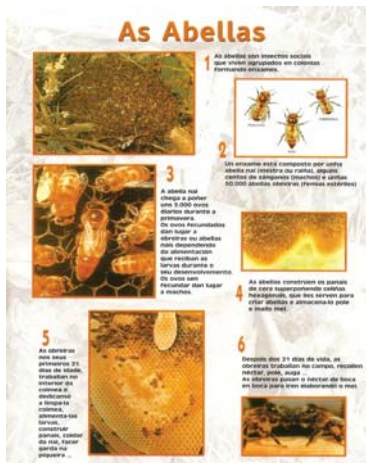 As Abellas
1
As abellas son insectos sociais
que viven agrupados en colonias
formando enxames.
2
Un enxame está composto por unha
abella nai (mestra ou raíña), algúns
centos de zánganos (machos) e unhas
50.000 abellas obreiras (femias estériles)
3
A abella nai
chega a poñer
uns 3.000 ovos
diarios durante a
primavera.
Os ovos fecundados
dan lugar a
obreiras ou abellas
nais dependendo
da alimentación
que reciban as
larvas durante o
seu desenvolvemento.
Os ovos sen
fecundar dan lugar
a machos.
4
As abellas constrúen os panais
de cera superpoñendo celiñas
hexagonais, que lles serven para
criar abellas e almacena-lo pole
e mailo mel.
5
As obreiras
nos seus
primeiros 21
días de idade,
traballan no
interior da
colmea e
dedícanse
a limpa-la
colmea,
alimenta-las
larvas,
construír
panais, coidar
da nai, facer
garda na
piqueira ...
6
Despois dos 21 días de vida, as
obreiras traballan no campo, recollen
néctar, pole, auga ...
As obreiras pasan o néctar de boca
en boca para iren elaborando o mel.